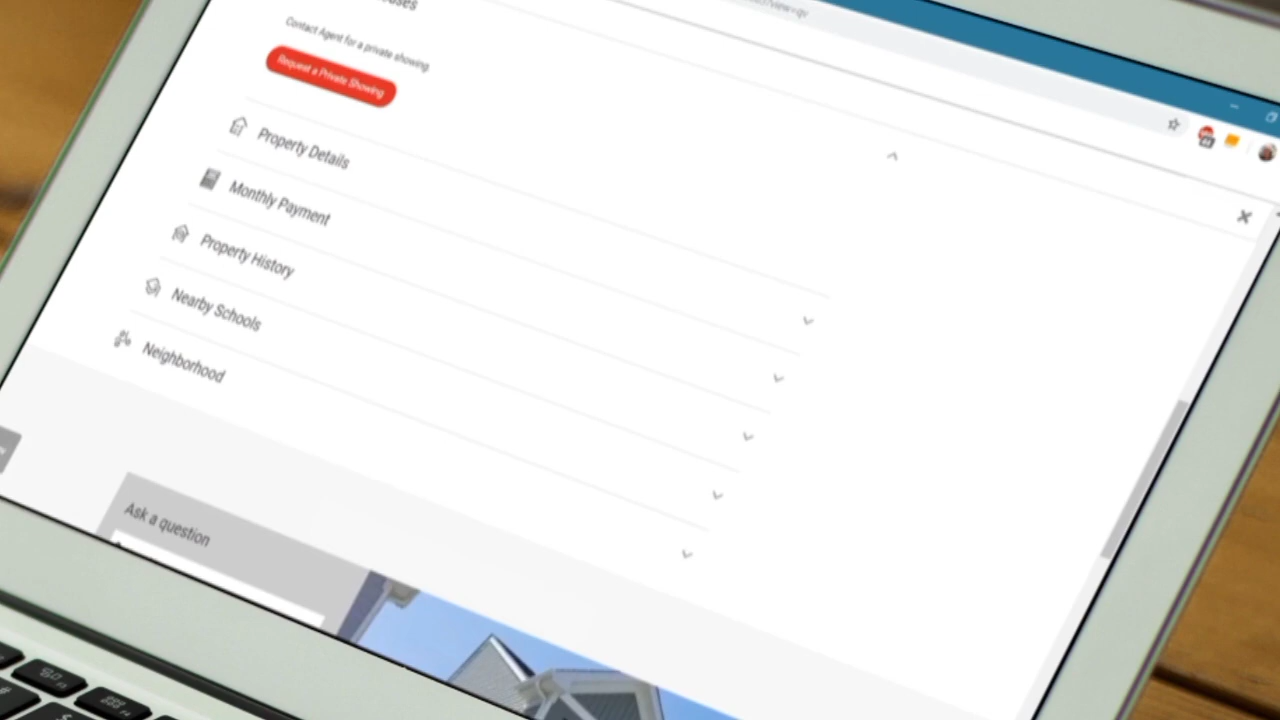 Contact Agent for a private showing
Request a Private Showing
Property Details
Monthly Payment
Property History
Nearby Schools
Neighborhood
Ask a question